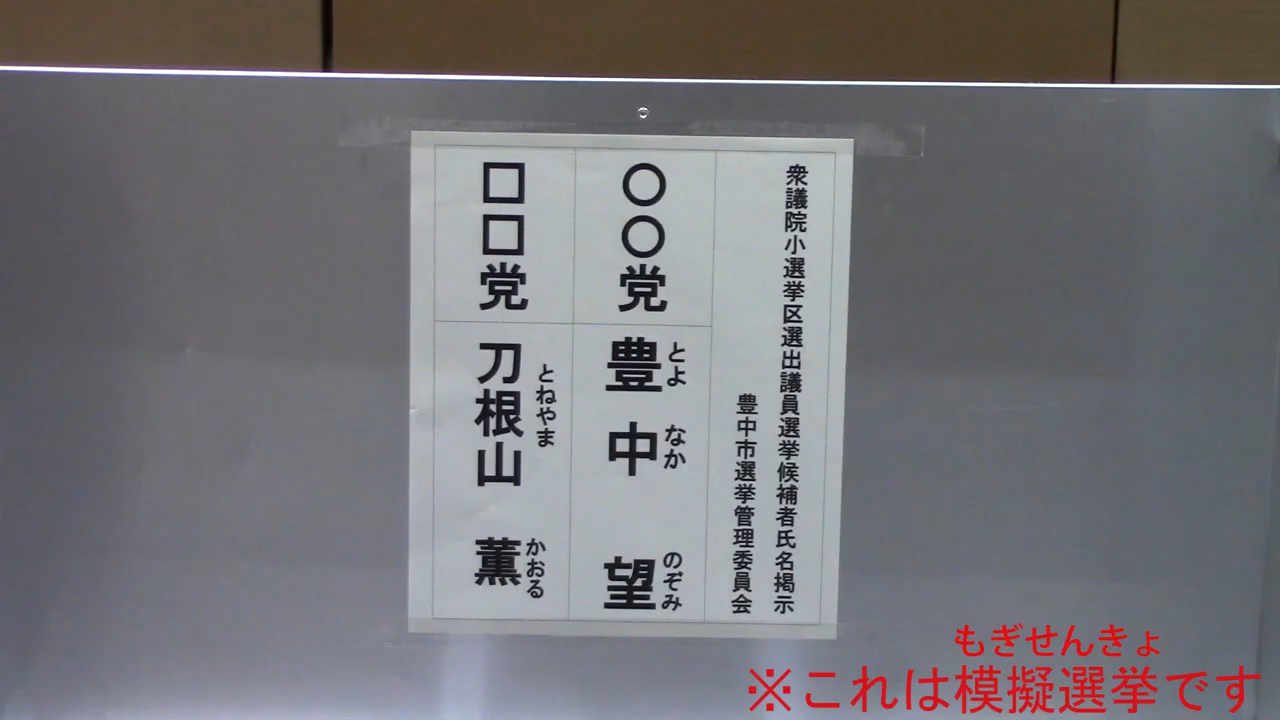 衆議院小選挙区選出議員選挙候補者氏名掲示
豊中市選挙管理委員会
〇〇党
豊中 望
とよ なか のぞみ
□□党
刀根山 薫
とねやま かおる
もぎせんきょ
※これは模擬選挙です